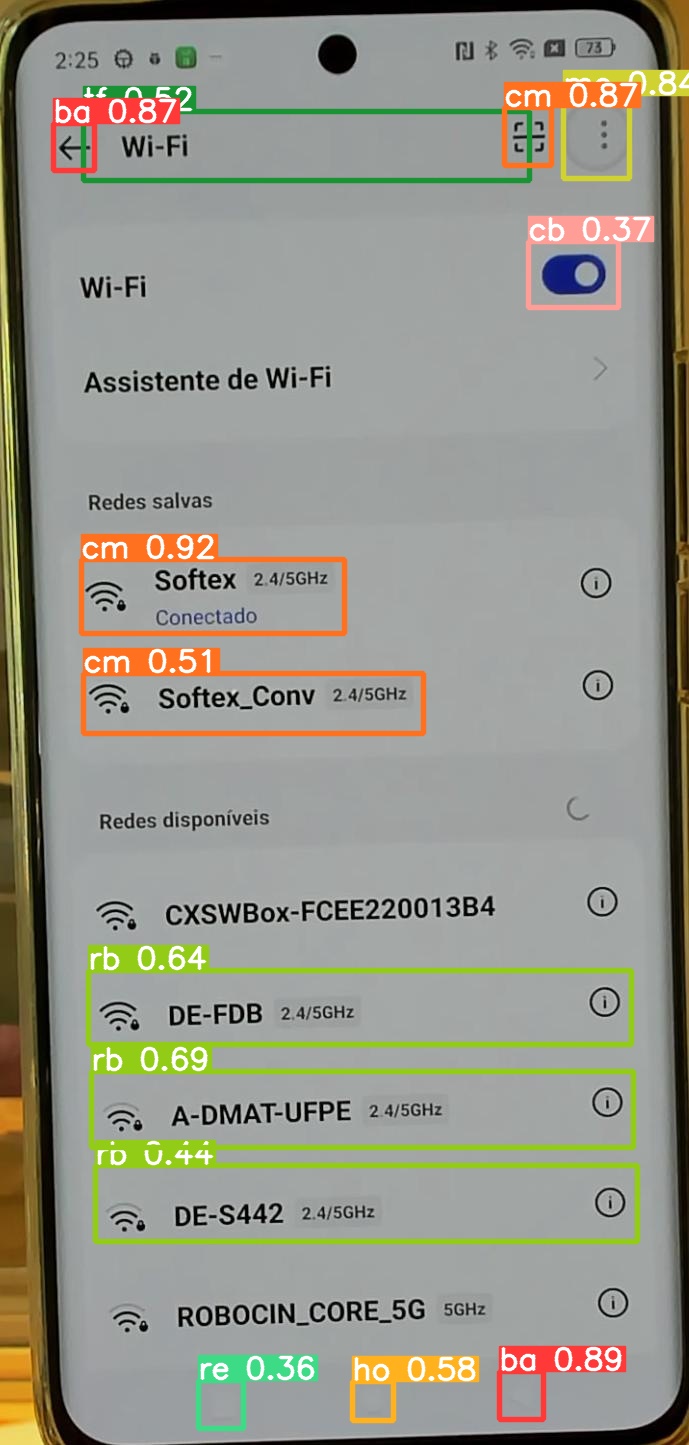 2:25
73
tf 0.52
ba 0.87
cm 0.87
0.84
Wi-Fi
cb 0.37
Wi-Fi
Assistente de Wi-Fi
Redes salvas
cm 0.92
Softex 2.4/5GHz
Conectado
cm 0.51
Softex_Conv 2.4/5GHz
Redes disponíveis
CXSWBox-FCEE220013B4
rb 0.64
DE-FDB 2.4/5GHz
rb 0.69
A-DMAT-UFPE 2.4/5GHz
rb 0.44
DE-S442 2.4/5GHz
ROBOCIN_CORE_5G 5GHz
re 0.36
ho 0.58
ba 0.89